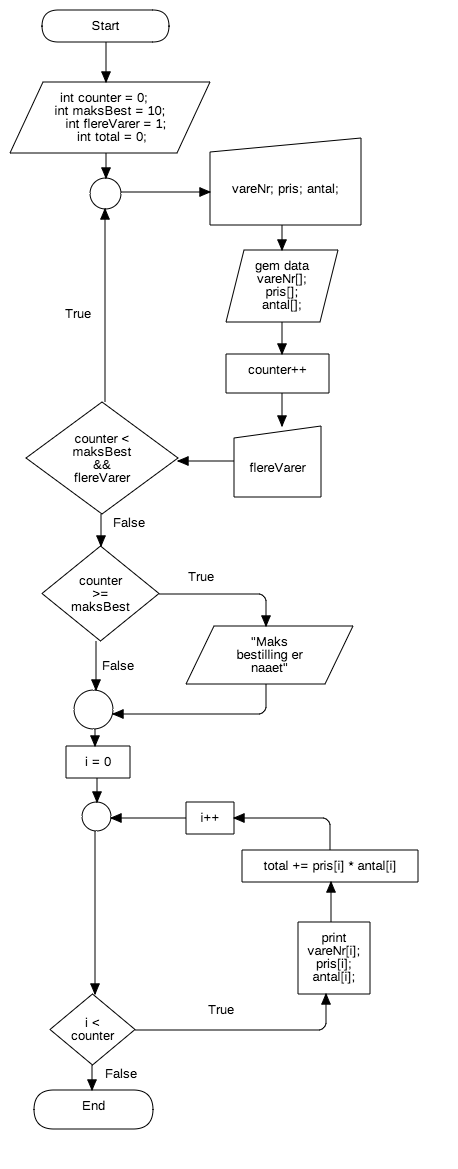 Start
int counter = 0;
int maksBest = 10;
int flereVarer = 1;
int total = 0;
vareNr; pris; antal;
gem data
vareNr[];
pris[];
antal[];
counter++
flereVarer
True
counter <
maksBest
&&
flereVarer
False
counter
>=
maksBest
True
"Maks
bestilling er
naaet"
False
i = 0
i++
total += pris[i] * antal[i]
print
vareNr[i];
pris[i];
antal[i];
True
i <
counter
False
End